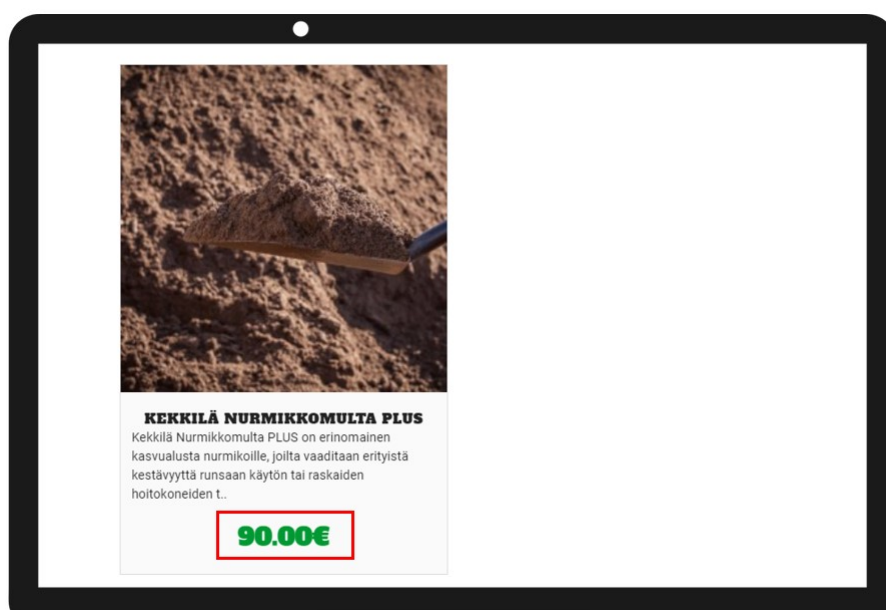 KEKKILÄ NURMIKKOMULTA PLUS
Kekkilä Nurmikkomulta PLUS on erinomainen
kasvualusta nurmikoille, joilta vaaditaan erityistä
kestävyyttä runsaan käytön tai raskaiden
hoitokoneiden t..
90.00€